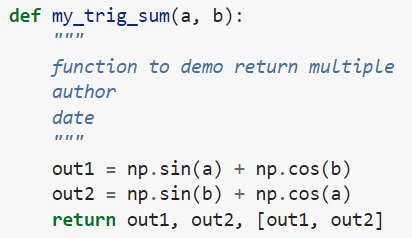 def my_trig_sum(a, b):
    """
    function to demo return multiple
    author
    date
    """
    out1 = np.sin(a) + np.cos(b)
    out2 = np.sin(b) + np.cos(a)
    return out1, out2, [out1, out2]